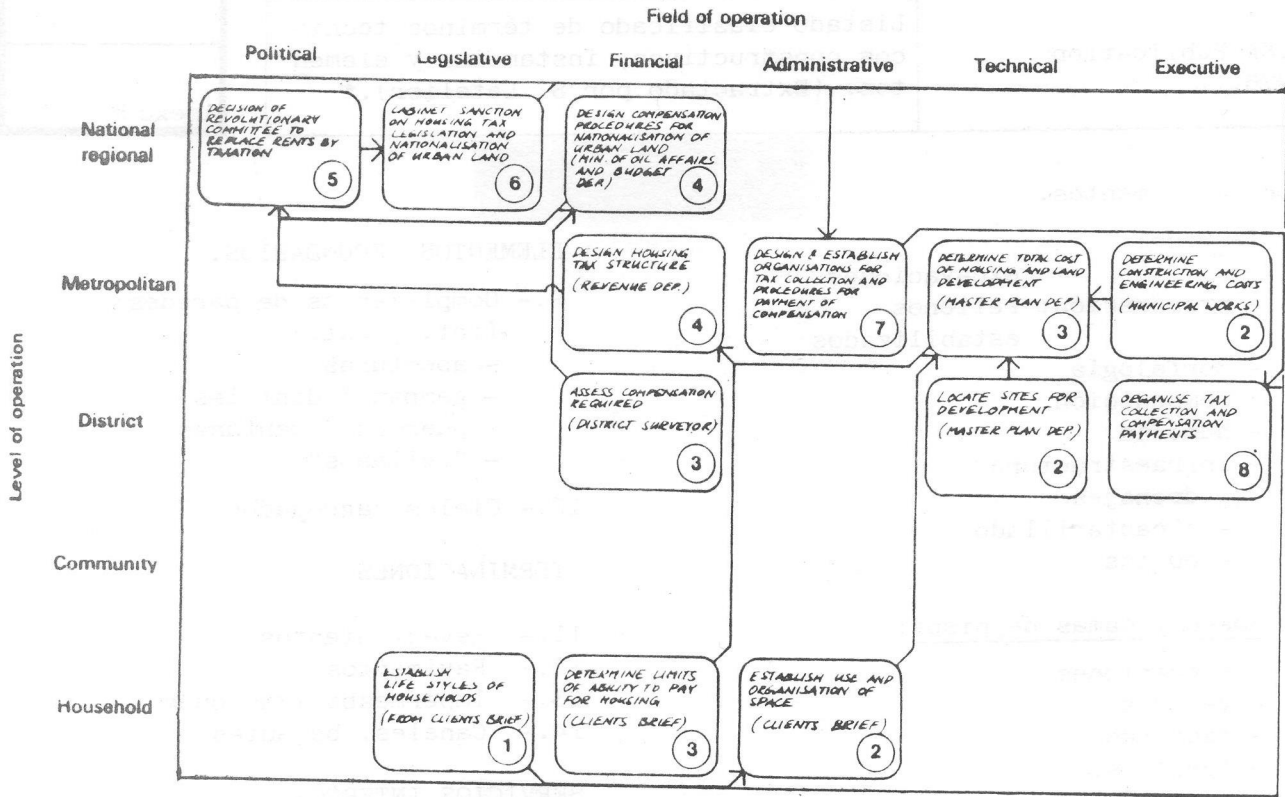 Field of operation
Political
Legislative
Financial
Administrative
Technical
Executive
Level of operation
National
regional
DECISION OF
REVOLUTIONARY
COMMITTEE TO
REPLACE RENTS BY
TAXATION
5
CABINET SANCTION
ON HOUSING TAX
LEGISLATION AND
NATIONALISATION
OF URBAN LAND
6
DESIGN COMPENSATION
PROCEDURES FOR
NATIONALISATION OF
URBAN LAND
(MIN. OF OIL AFFAIRS
AND BUDGET
DEP.)
4
Metropolitan
DESIGN HOUSING
TAX STRUCTURE
(REVENUE DEP.)
4
DESIGN & ESTABLISH
ORGANISATIONS FOR
TAX COLLECTION AND
PROCEDURES FOR
PAYMENT OF
COMPENSATION
7
DETERMINE TOTAL COST
OF HOUSING AND LAND
DEVELOPMENT
(MASTER PLAN DEP.)
3
DETERMINE
CONSTRUCTION AND
ENGINEERING COSTS
(MUNICIPAL WORKS)
2
District
ASSESS COMPENSATION
REQUIRED
(DISTRICT SURVEYOR)
3
LOCATE SITES FOR
DEVELOPMENT
(MASTER PLAN DEP)
2
ORGANISE TAX
COLLECTION AND
COMPENSATION
PAYMENTS
8
Community
Household
ESTABLISH
LIFE STYLES OF
HOUSEHOLDS
(FROM CLIENTS BRIEF)
1
DETERMINE LIMITS
OF ABILITY TO PAY
FOR HOUSING
(CLIENTS BRIEF)
3
ESTABLISH USE AND
ORGANISATION OF
SPACE
(CLIENTS BRIEF)
2